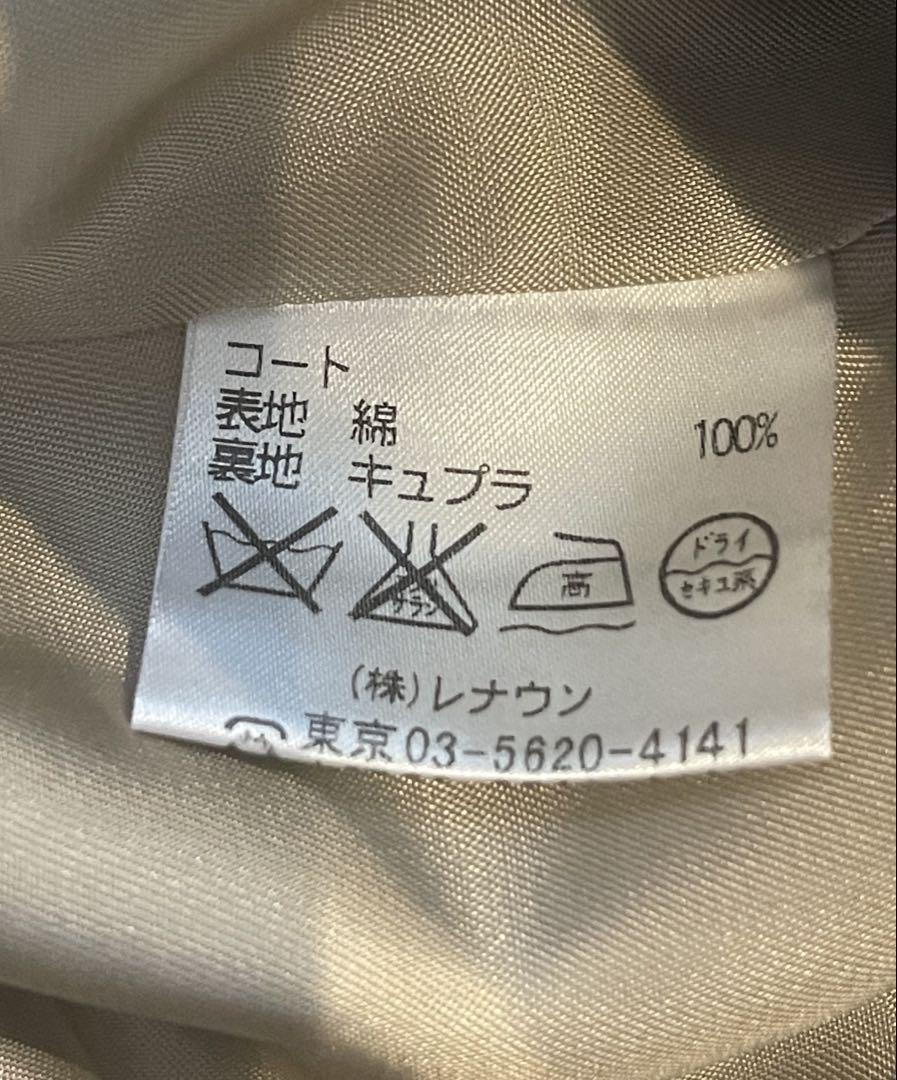 コート
表地 綿 100%
裏地 キュプラ
高 ドライ
セキユ系
(株)レナウン
東京03-5620-4141